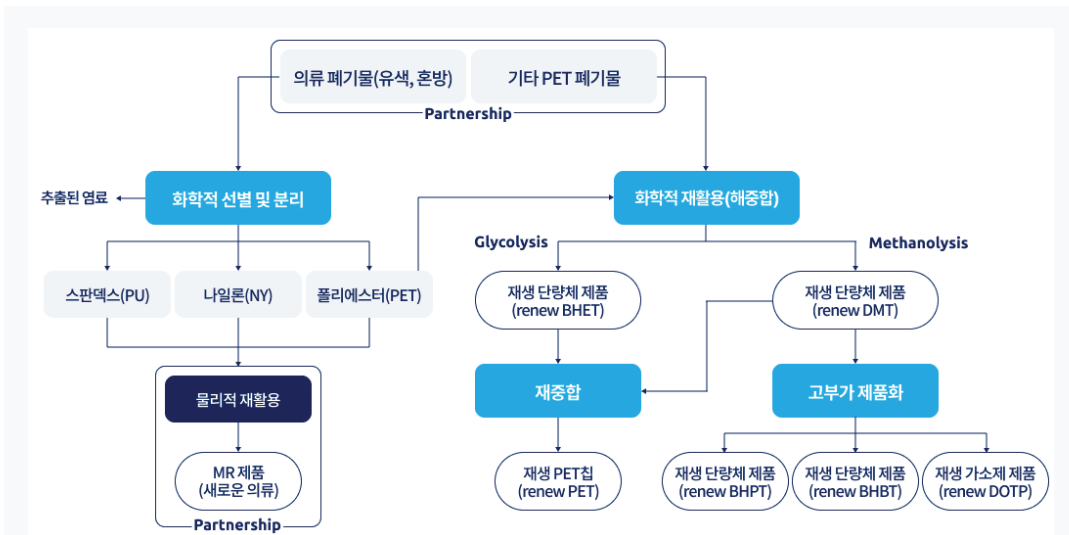 의류 폐기물(유색, 혼방)
기타 PET 폐기물
Partnership
추출된 염료
화학적 선별 및 분리
화학적 재활용(해중합)
Glycolysis
Methanolysis
스판덱스(PU)
나일론(NY)
폴리에스터(PET)
재생 단량체 제품
(renew BHET)
재생 단량체 제품
(renew DMT)
물리적 재활용
재중합
고부가 제품화
MR 제품
(새로운 의류)
Partnership
재생 PET칩
(renew PET)
재생 단량체 제품
(renew BHPT)
재생 단량체 제품
(renew BHBT)
재생 가소제 제품
(renew DOTP)